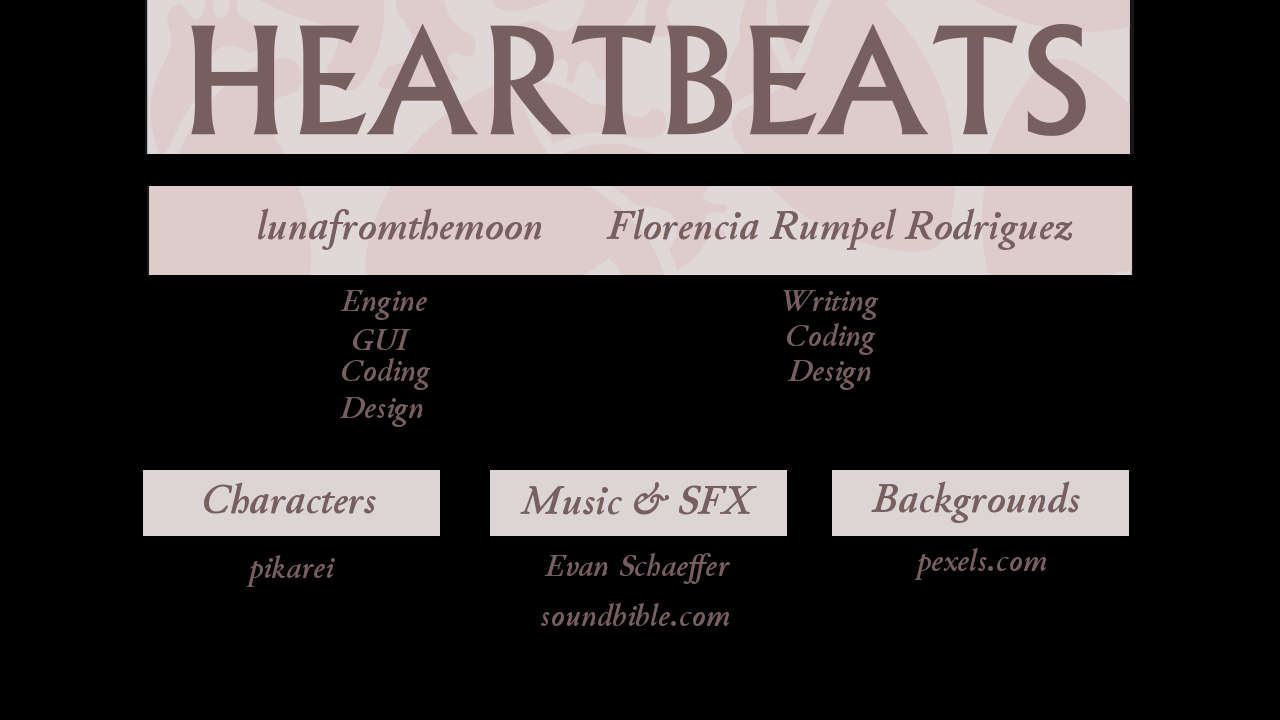 HEARTBEATS
lunafromthemoon
Florencia Rumpel Rodriguez
Engine
GUI
Coding
Design
Writing
Coding
Design
Characters
pikarei
Music & SFX
Evan Schaeffer
soundbible.com
Backgrounds
pexels.com